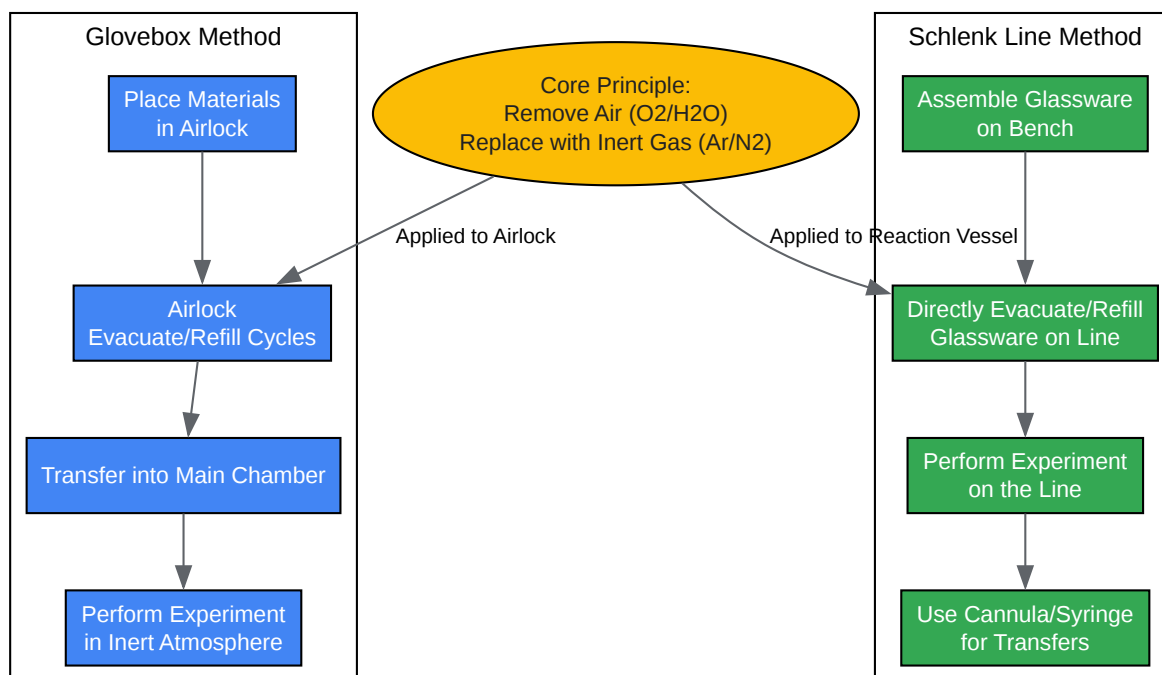 Glovebox Method
Place Materials
in Airlock
Airlock
Evacuate/Refill Cycles
Transfer into Main Chamber
Perform Experiment
in Inert Atmosphere
Core Principle:
Remove Air (O2/H2O)
Replace with Inert Gas (Ar/N2)
Applied to Airlock
Applied to Reaction Vessel
Schlenk Line Method
Assemble Glassware
on Bench
Directly Evacuate/Refill
Glassware on Line
Perform Experiment
on the Line
Use Cannula/Syringe
for Transfers